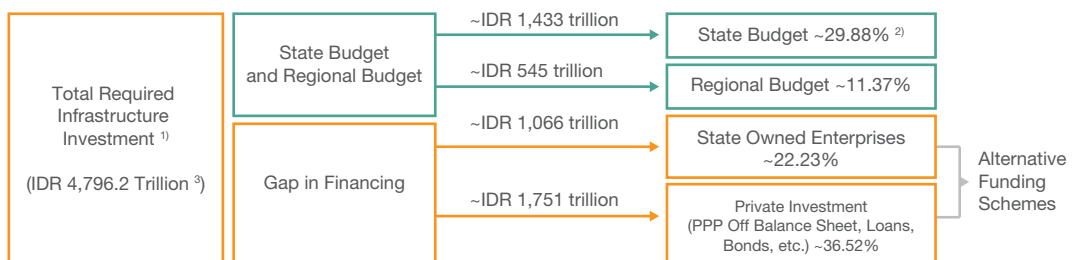 Total Required
Infrastructure
Investment 1)
(IDR 4,796.2 Trillion 3)
State Budget
and Regional Budget
Gap in Financing
~IDR 1,433 trillion
~IDR 545 trillion
~IDR 1,066 trillion
~IDR 1,751 trillion
State Budget ~29.88% 2)
Regional Budget ~11.37%
State Owned Enterprises
~22.23%
Private Investment
(PPP Off Balance Sheet, Loans,
Bonds, etc.) ~36.52%
Alternative
Funding
Schemes